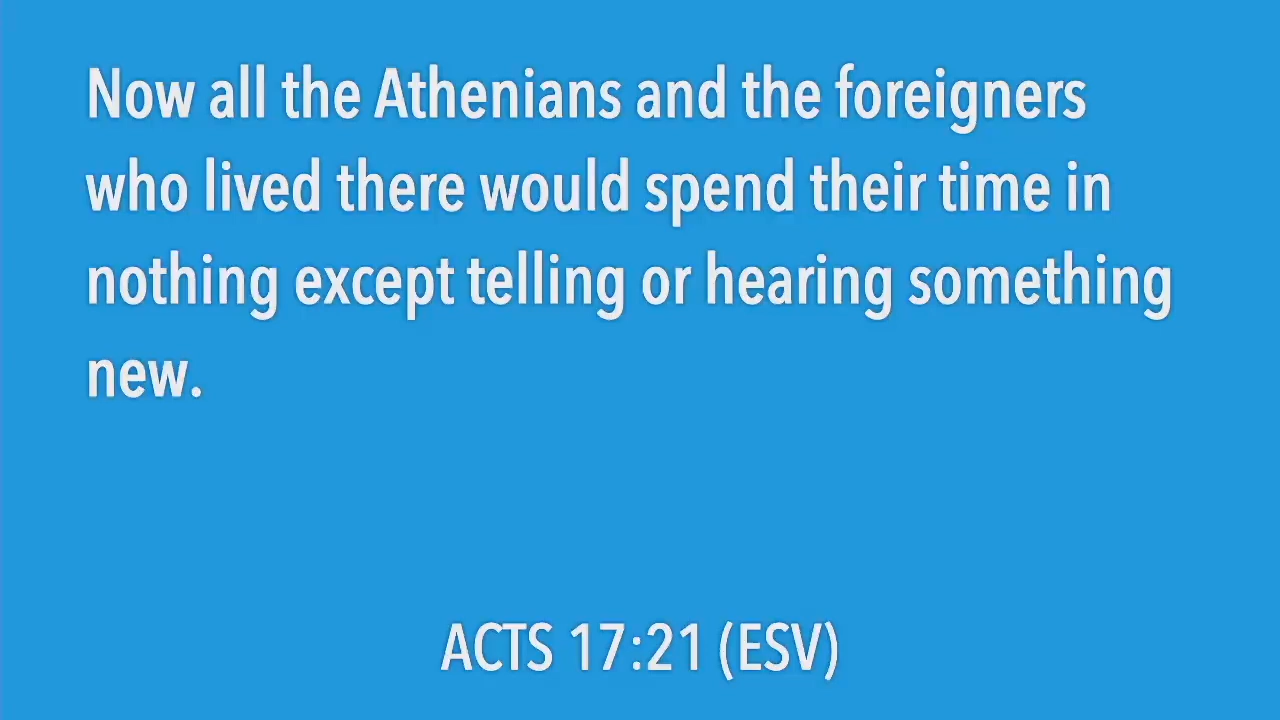 Now all the Athenians and the foreigners
who lived there would spend their time in
nothing except telling or hearing something
new.
ACTS 17:21 (ESV)